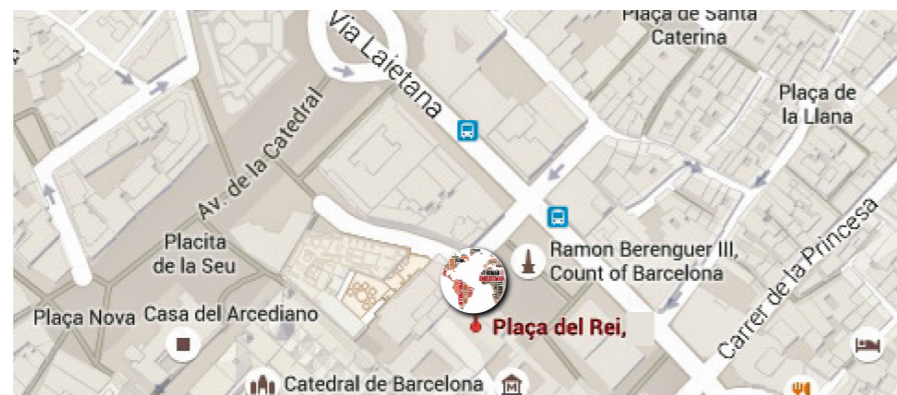 Plaça de Santa
Caterina
Via Laietana
Plaça de
la Llana
Av. de la Catedral
Placita
de la Seu
Ramon Berenguer III,
Count of Barcelona
Carrer de la Princesa
Plaça Nova
Casa del Arcediano
Plaça del Rei,
Catedral de Barcelona
M